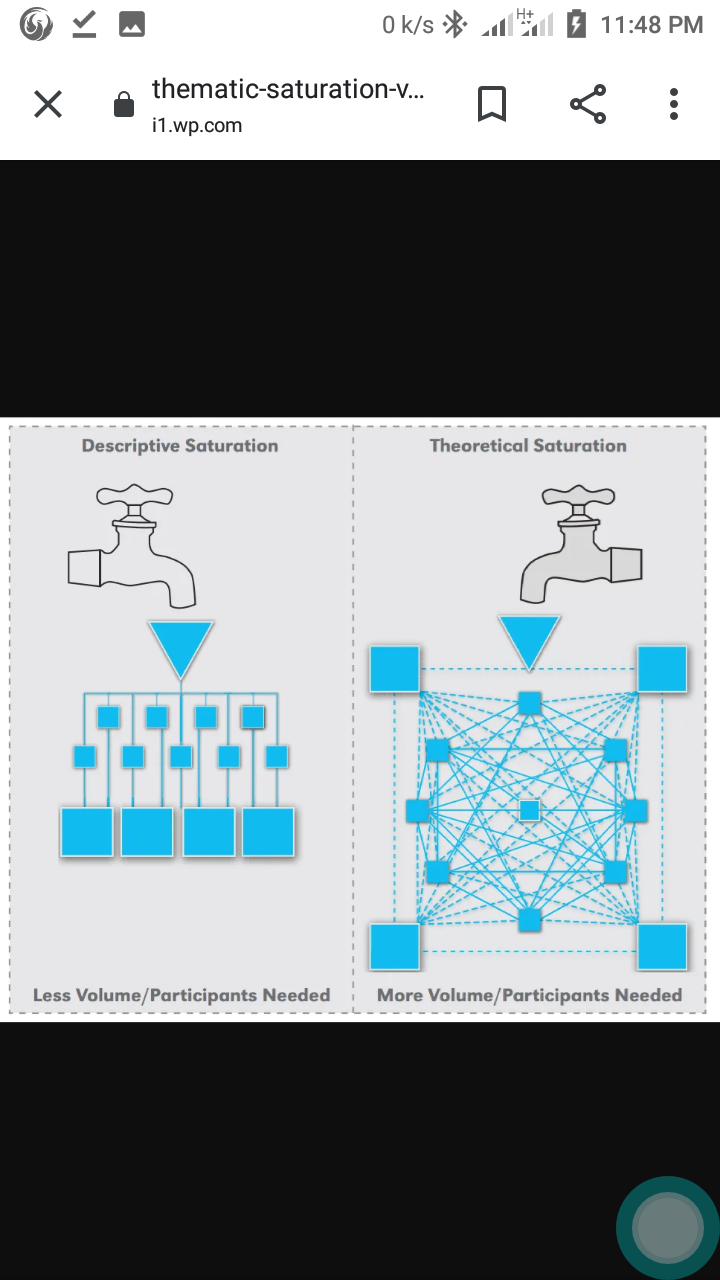 0 k/s H+ 11:48 PM
thematic-saturation-v...
i1.wp.com
Descriptive Saturation
Theoretical Saturation
Less Volume/Participants Needed
More Volume/Participants Needed